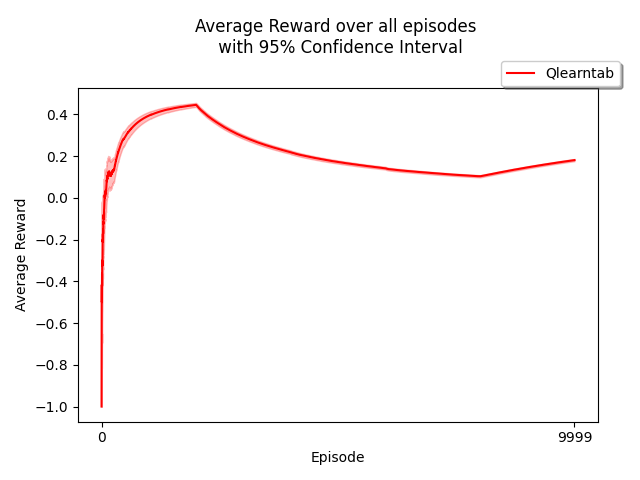 Average Reward over all episodes
with 95% Confidence Interval
Qlearntab
0.4
0.2
0.0
−0.2
−0.4
−0.6
−0.8
−1.0
Average Reward
0
9999
Episode